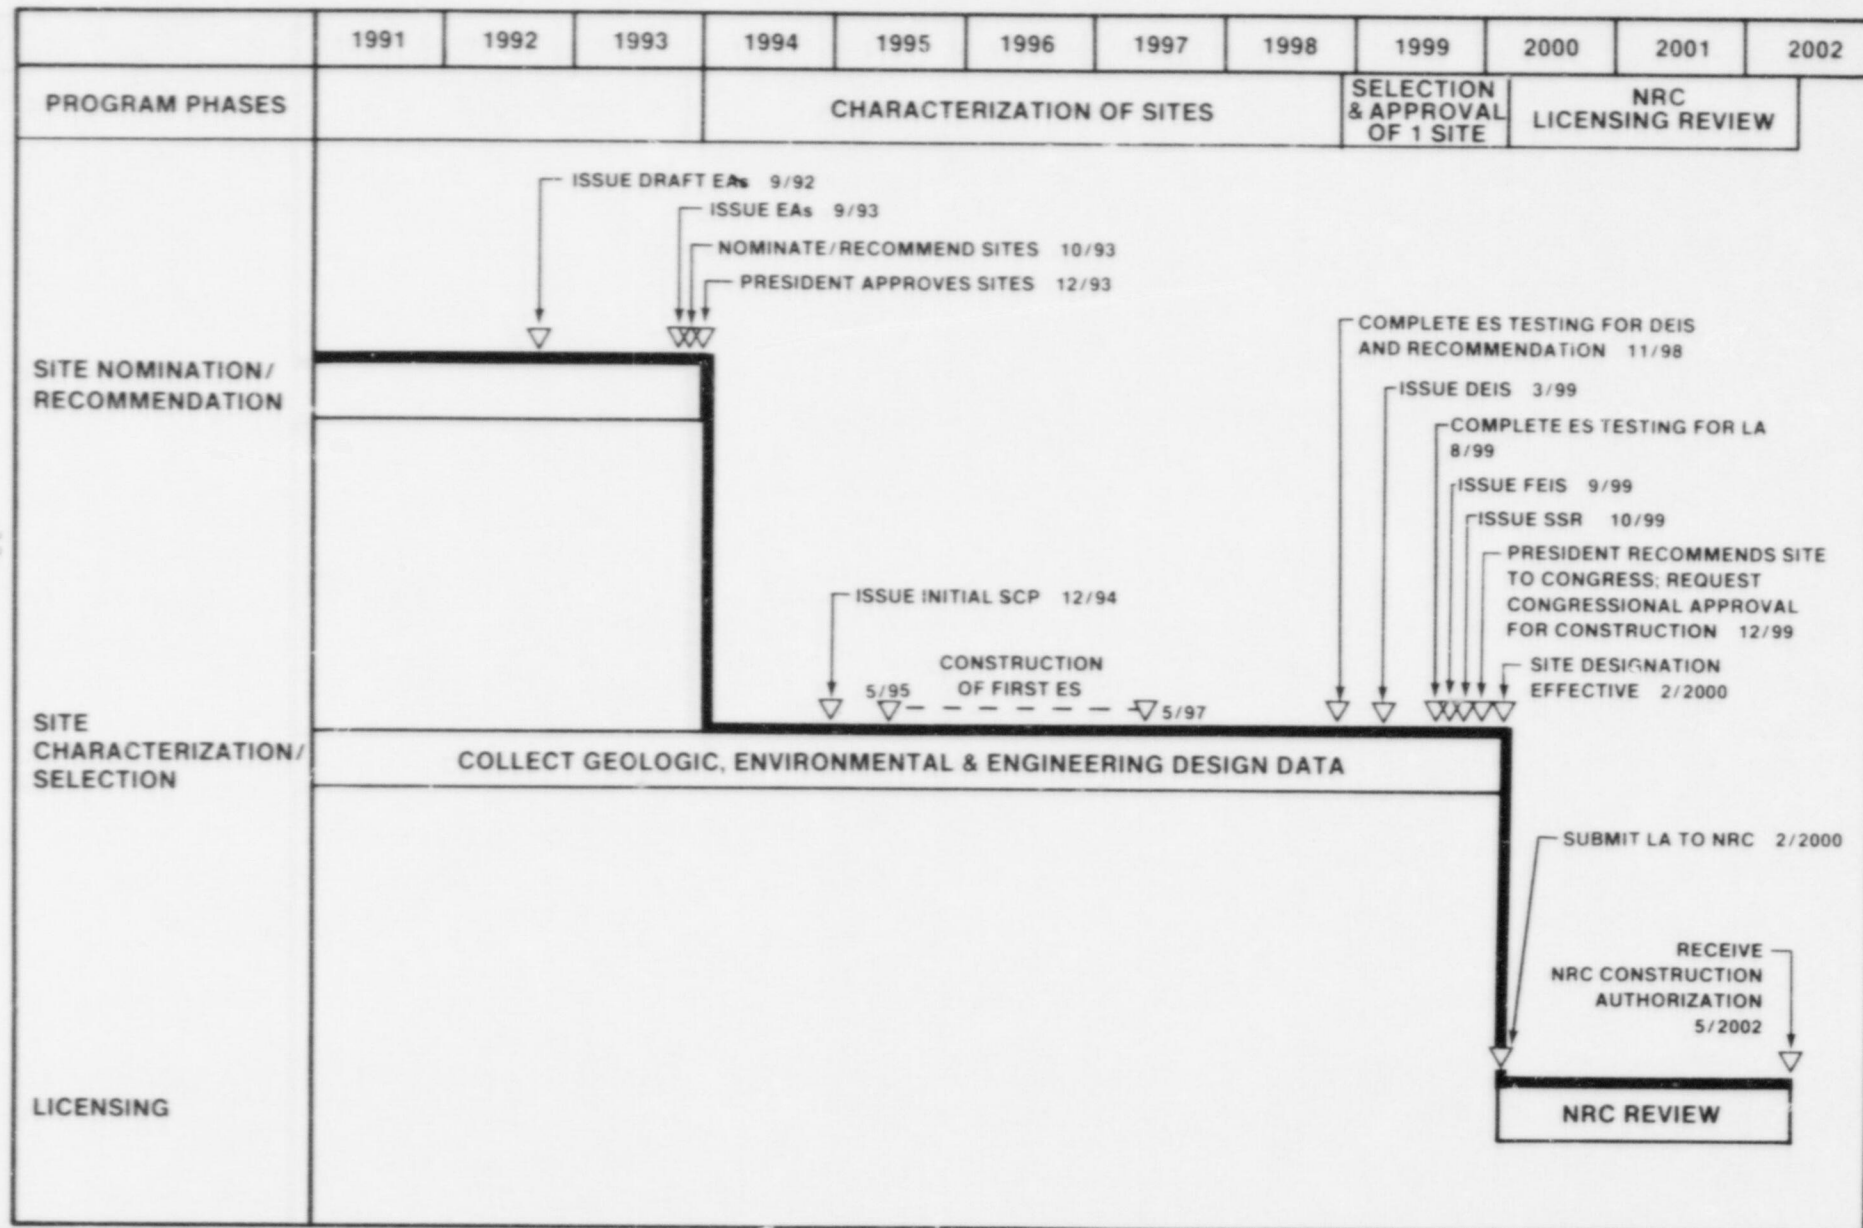 1991 1992 1993 1994 1995 1996 1997 1998 1999 2000 2001 2002
PROGRAM PHASES
CHARACTERIZATION OF SITES
SELECTION
& APPROVAL
OF 1 SITE
NRC
LICENSING REVIEW
ISSUE DRAFT EAs 9/92
ISSUE EAs 9/93
NOMINATE/RECOMMEND SITES 10/93
PRESIDENT APPROVES SITES 12/93
SITE NOMINATION/
RECOMMENDATION
COMPLETE ES TESTING FOR DEIS
AND RECOMMENDATION 11/98
ISSUE DEIS 3/99
COMPLETE ES TESTING FOR LA
8/99
ISSUE FEIS 9/99
ISSUE SSR 10/99
PRESIDENT RECOMMENDS SITE
TO CONGRESS; REQUEST
CONGRESSIONAL APPROVAL
FOR CONSTRUCTION 12/99
SITE DESIGNATION
EFFECTIVE 2/2000
ISSUE INITIAL SCP 12/94
5/95
CONSTRUCTION
OF FIRST ES
5/97
SITE
CHARACTERIZATION/
SELECTION
COLLECT GEOLOGIC, ENVIRONMENTAL & ENGINEERING DESIGN DATA
SUBMIT LA TO NRC 2/2000
RECEIVE
NRC CONSTRUCTION
AUTHORIZATION
5/2002
LICENSING
NRC REVIEW